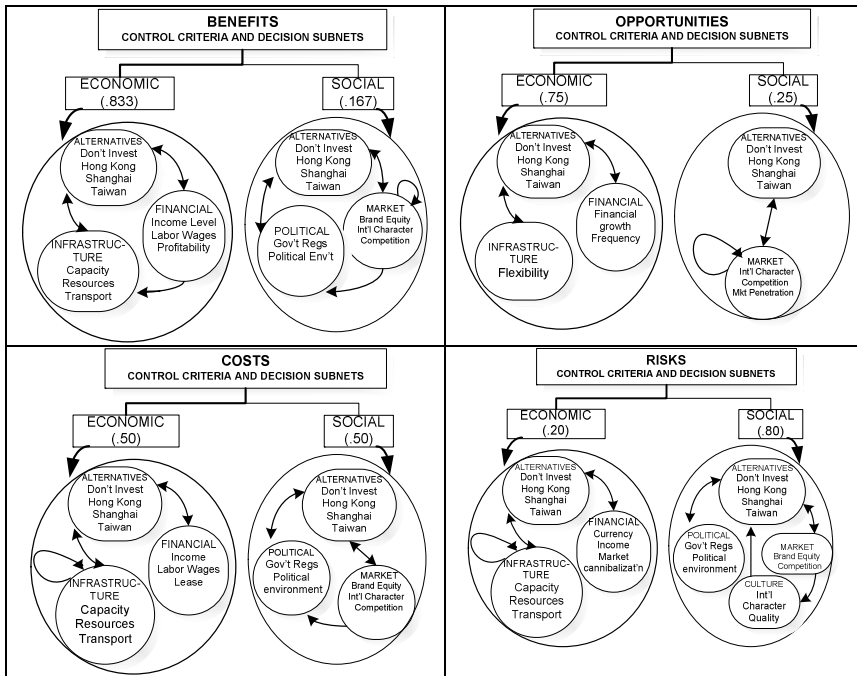 BENEFITS
CONTROL CRITERIA AND DECISION SUBNETS
ECONOMIC
(.833)
SOCIAL
(.167)
ALTERNATIVES
Don't Invest
Hong Kong
Shanghai
Taiwan
FINANCIAL
Income Level
Labor Wages
Profitability
INFRASTRUC-
TURE
Capacity
Resources
Transport
ALTERNATIVES
Don't Invest
Hong Kong
Shanghai
Taiwan
POLITICAL
Gov't Regs
Political Env't
MARKET
Brand Equity
Int'l Character
Competition
OPPORTUNITIES
CONTROL CRITERIA AND DECISION SUBNETS
ECONOMIC
(.75)
SOCIAL
(.25)
ALTERNATIVES
Don't Invest
Hong Kong
Shanghai
Taiwan
FINANCIAL
Financial
growth
Frequency
INFRASTRUC-
TURE
Flexibility
ALTERNATIVES
Don't Invest
Hong Kong
Shanghai
Taiwan
MARKET
Int'l Character
Competition
Mkt Penetration
COSTS
CONTROL CRITERIA AND DECISION SUBNETS
ECONOMIC
(.50)
SOCIAL
(.50)
ALTERNATIVES
Don't Invest
Hong Kong
Shanghai
Taiwan
FINANCIAL
Income
Labor Wages
Lease
INFRASTRUC-
TURE
Capacity
Resources
Transport
ALTERNATIVES
Don't Invest
Hong Kong
Shanghai
Taiwan
POLITICAL
Gov't Regs
Political
environment
MARKET
Brand Equity
Int'l Character
Competition
RISKS
CONTROL CRITERIA AND DECISION SUBNETS
ECONOMIC
(.20)
SOCIAL
(.80)
ALTERNATIVES
Don't Invest
Hong Kong
Shanghai
Taiwan
FINANCIAL
Currency
Income
Market
cannibalizat'n
INFRASTRUC-
TURE
Capacity
Resources
Transport
ALTERNATIVES
Don't Invest
Hong Kong
Shanghai
Taiwan
POLITICAL
Gov't Regs
Political
environment
MARKET
Brand Equity
Competition
CULTURE
Int'l
Character
Quality